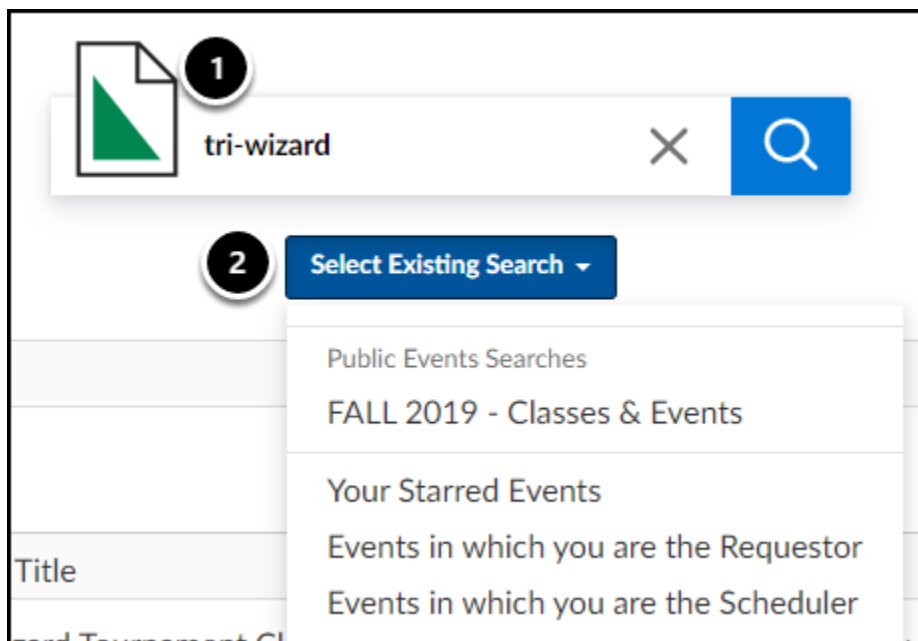 1
tri-wizard
2
Select Existing Search
Public Events Searches
FALL 2019 - Classes & Events
Your Starred Events
Events in which you are the Requestor
Title
Events in which you are the Scheduler
Tournament